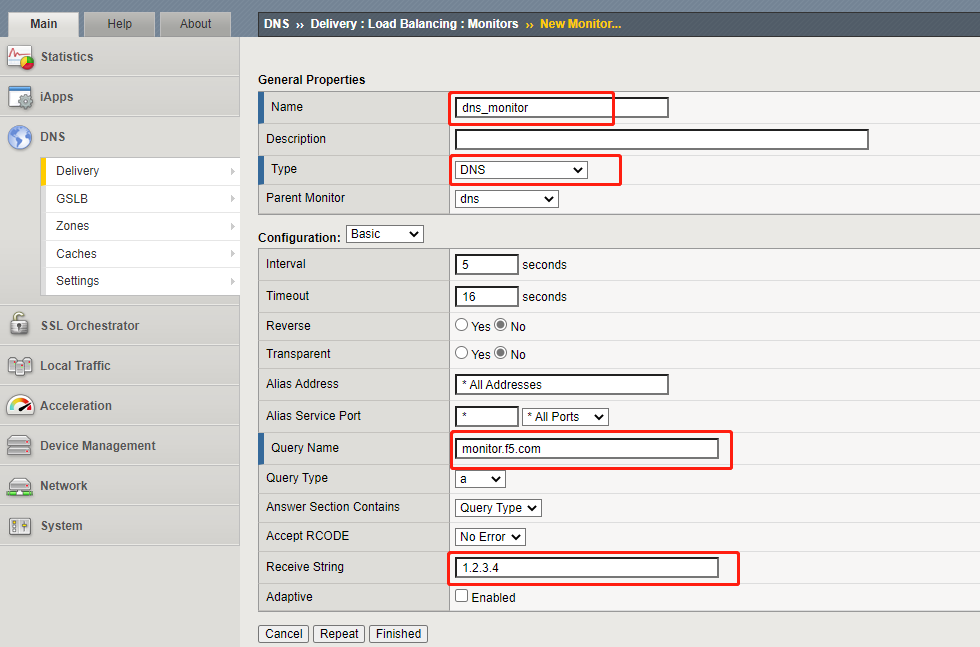 Main Help About
DNS ›› Delivery : Load Balancing : Monitors ›› New Monitor...
Statistics
iApps
DNS
Delivery
GSLB
Zones
Caches
Settings
SSL Orchestrator
Local Traffic
Acceleration
Device Management
Network
System
General Properties
Name dns_monitor
Description
Type DNS
Parent Monitor dns
Configuration: Basic
Interval 5 seconds
Timeout 16 seconds
Reverse Yes No
Transparent Yes No
Alias Address * All Addresses
Alias Service Port * * All Ports
Query Name monitor.f5.com
Query Type a
Answer Section Contains Query Type
Accept RCODE No Error
Receive String 1.2.3.4
Adaptive Enabled
Cancel Repeat Finished